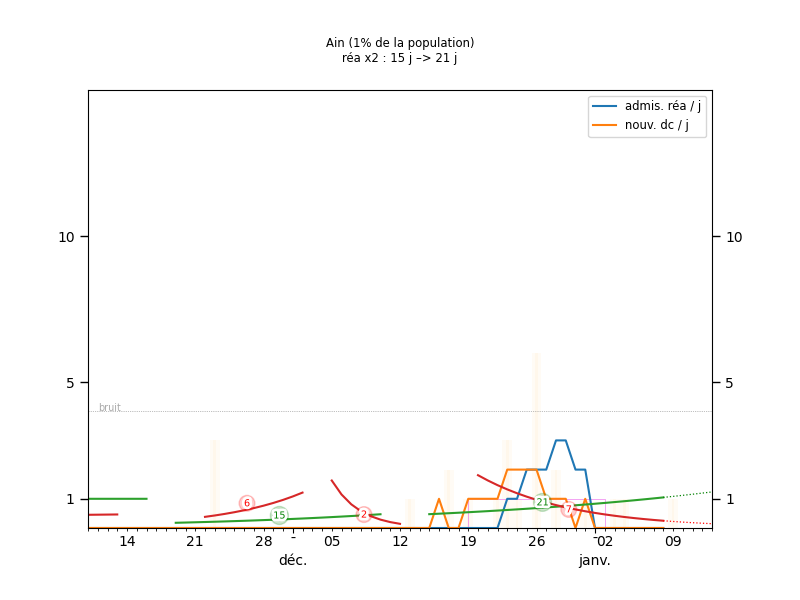 Ain (1% de la population)
réa x2 : 15 j –> 21 j
admis. réa / j
nouv. dc / j
10 10
5 5
bruit
1 1
6 15 2 21 7
14 21 28 - 05 12 19 26 - 02 09
déc. janv.